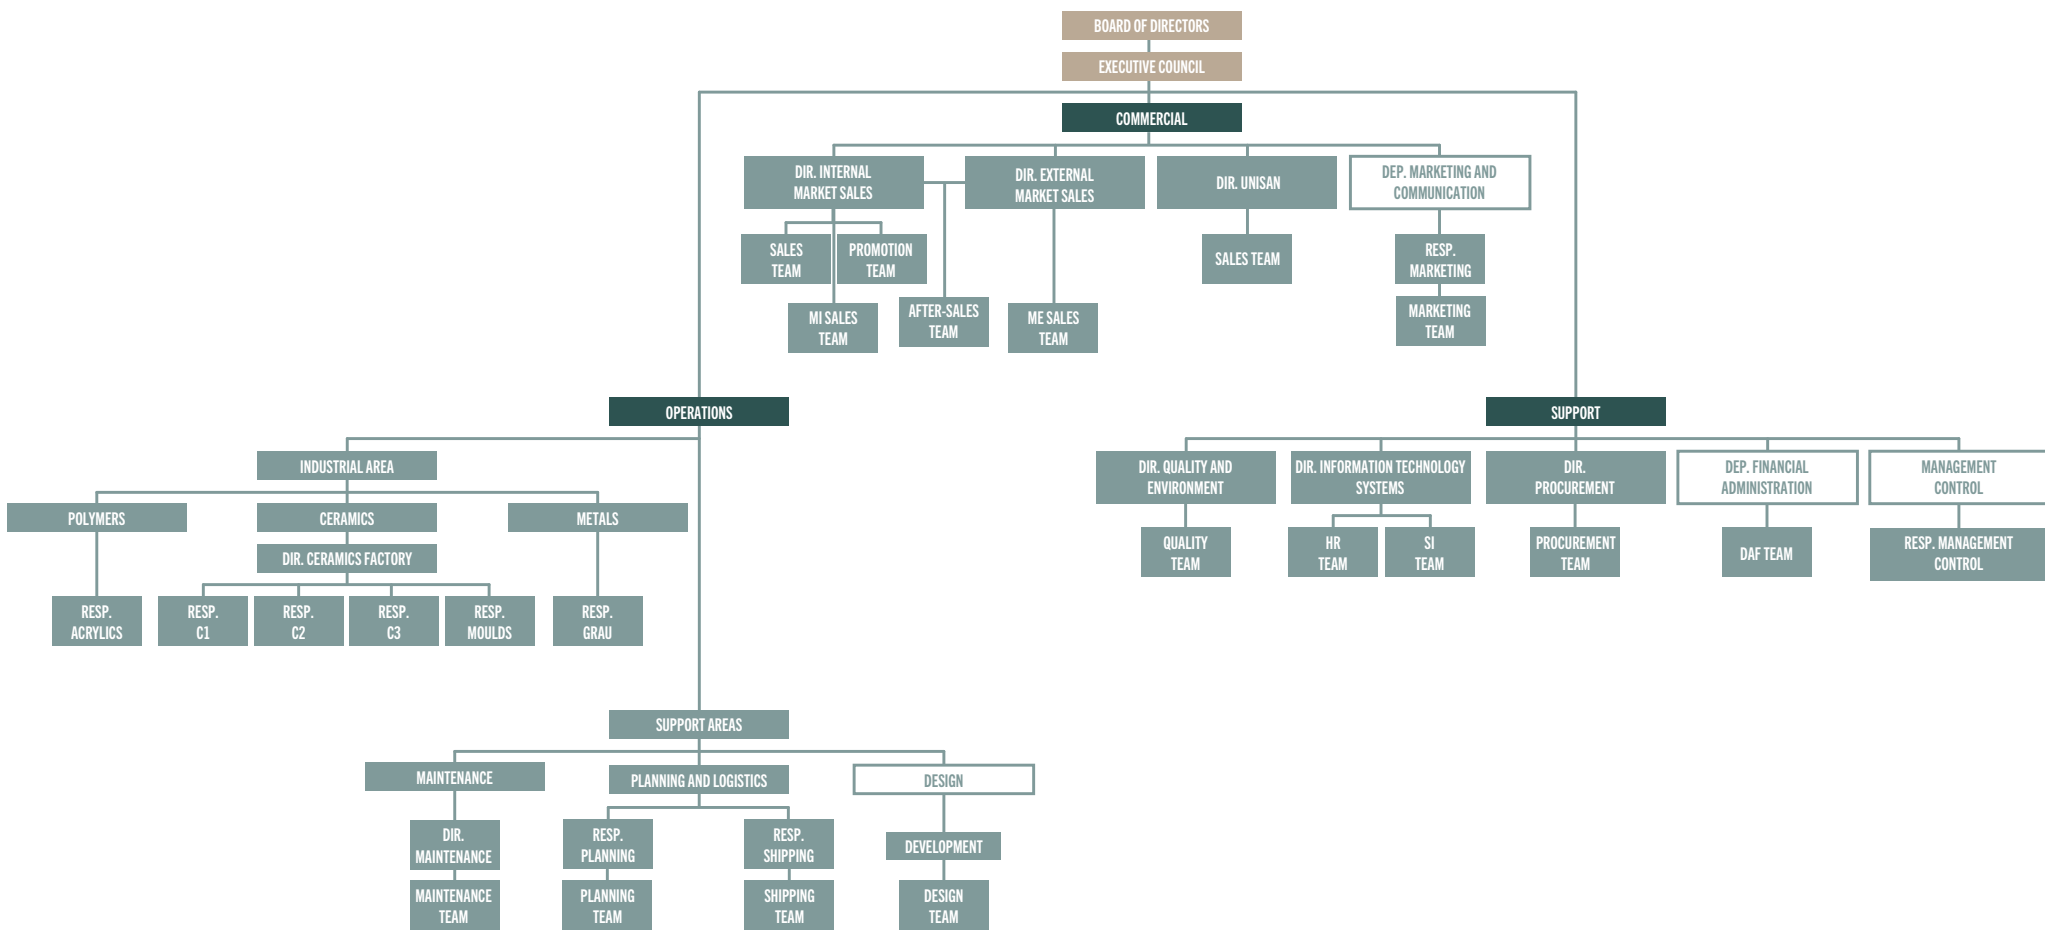 BOARD OF DIRECTORS
EXECUTIVE COUNCIL
COMMERCIAL
DIR. INTERNAL
MARKET SALES
DIR. EXTERNAL
MARKET SALES
DIR. UNISAN
DEP. MARKETING AND
COMMUNICATION
SALES
TEAM
PROMOTION
TEAM
SALES TEAM
RESP.
MARKETING
MI SALES
TEAM
AFTER-SALES
TEAM
ME SALES
TEAM
MARKETING
TEAM
OPERATIONS
SUPPORT
INDUSTRIAL AREA
POLYMERS
CERAMICS
METALS
DIR. CERAMICS FACTORY
RESP.
ACRYLICS
RESP.
C1
RESP.
C2
RESP.
C3
RESP.
MOULDS
RESP.
GRAU
DIR. QUALITY AND
ENVIRONMENT
DIR. INFORMATION TECHNOLOGY
SYSTEMS
DIR.
PROCUREMENT
DEP. FINANCIAL
ADMINISTRATION
MANAGEMENT
CONTROL
QUALITY
TEAM
HR
TEAM
SI
TEAM
PROCUREMENT
TEAM
DAF TEAM
RESP. MANAGEMENT
CONTROL
SUPPORT AREAS
MAINTENANCE
PLANNING AND LOGISTICS
DESIGN
DIR.
MAINTENANCE
RESP.
PLANNING
RESP.
SHIPPING
DEVELOPMENT
MAINTENANCE
TEAM
PLANNING
TEAM
SHIPPING
TEAM
DESIGN
TEAM